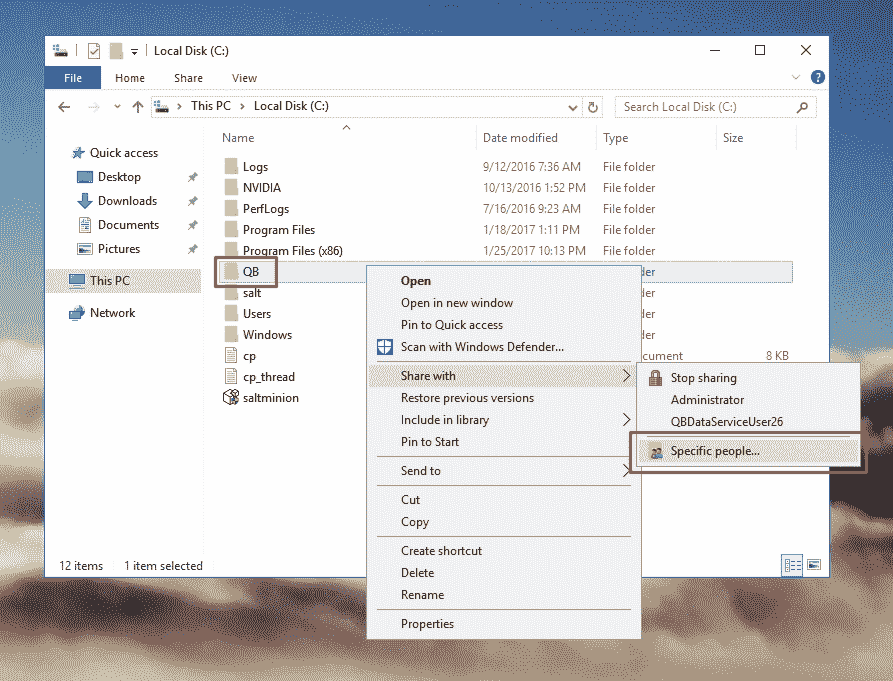 Local Disk (C:)
File Home Share View
This PC > Local Disk (C:) Search Local Disk (C:)
Name Date modified Type Size
Quick access
Desktop
Downloads
Documents
Pictures
This PC
Network
Logs 9/12/2016 7:36 AM File folder
NVIDIA 10/13/2016 1:52 PM File folder
PerfLogs 7/16/2016 9:23 AM File folder
Program Files 1/18/2017 1:11 PM File folder
Program Files (x86) 1/25/2017 10:13 PM File folder
QB der
salt der
Users der
Windows der
cp cument 8 KB
cp_thread
saltminion
Open
Open in new window
Pin to Quick access
Scan with Windows Defender...
Share with
Restore previous versions
Include in library
Pin to Start
Send to
Cut
Copy
Create shortcut
Delete
Rename
Properties
Stop sharing
Administrator
QBDataServiceUser26
Specific people...
12 items 1 item selected